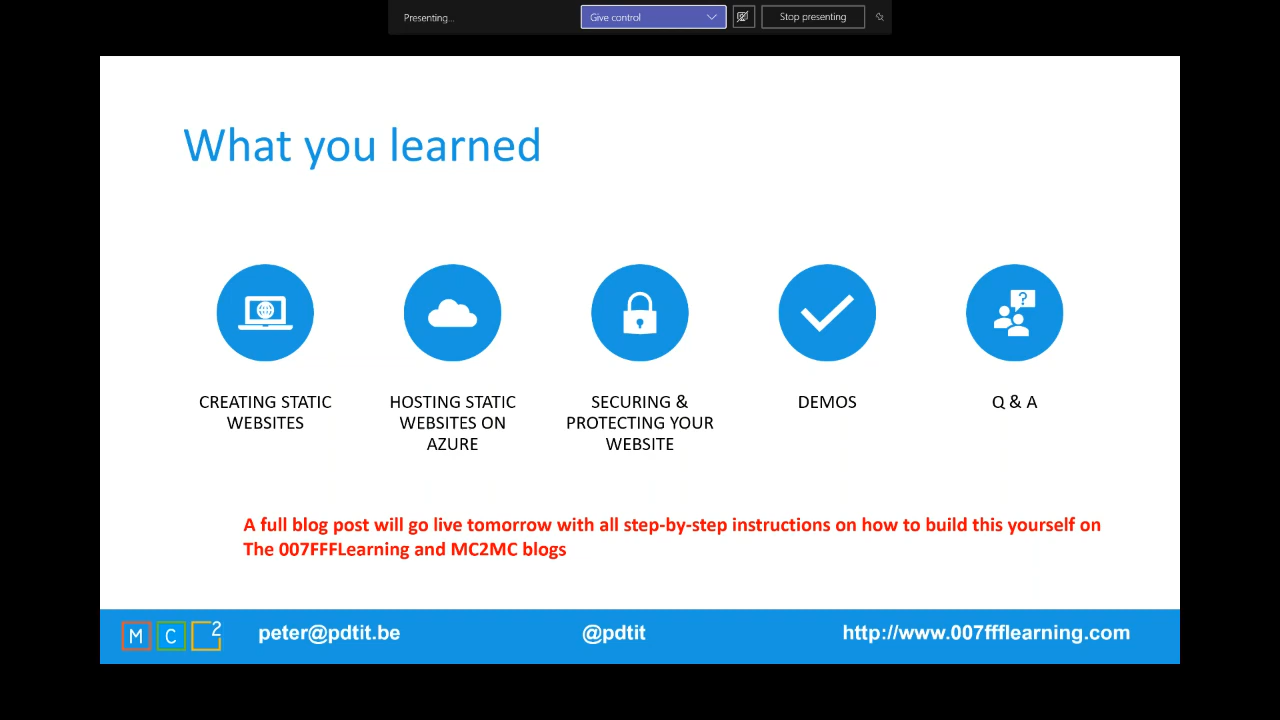 Presenting...
Give control
Stop presenting
What you learned
?
CREATING STATIC
WEBSITES
HOSTING STATIC
WEBSITES ON
AZURE
SECURING &
PROTECTING YOUR
WEBSITE
DEMOS
Q & A
A full blog post will go live tomorrow with all step-by-step instructions on how to build this yourself on
The 007FFFLearning and MC2MC blogs
M C 2
peter@pdtit.be
@pdtit
http://www.007ffflearning.com